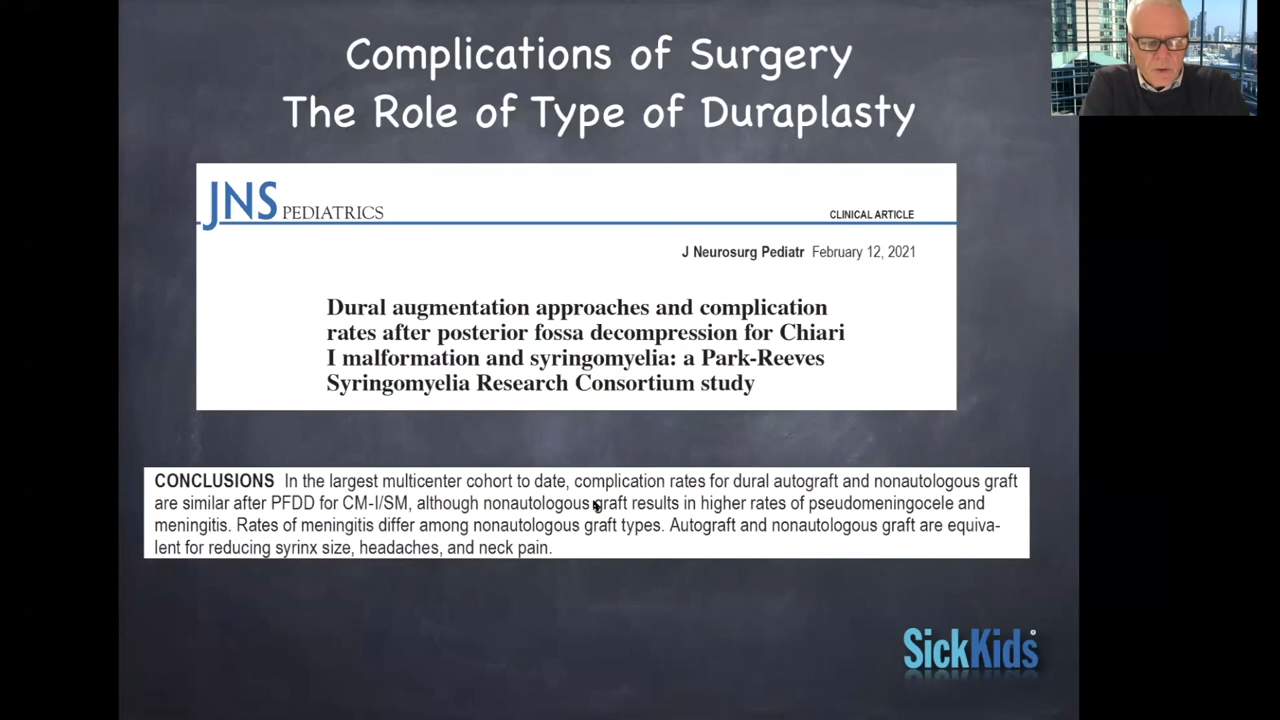 Complications of Surgery
The Role of Type of Duraplasty
JNS PEDIATRICS
CLINICAL ARTICLE
J Neurosurg Pediatr February 12, 2021
Dural augmentation approaches and complication
rates after posterior fossa decompression for Chiari
I malformation and syringomyelia: a Park-Reeves
Syringomyelia Research Consortium study
CONCLUSIONS In the largest multicenter cohort to date, complication rates for dural autograft and nonautologous graft
are similar after PFDD for CM-I/SM, although nonautologous graft results in higher rates of pseudomeningocele and
meningitis. Rates of meningitis differ among nonautologous graft types. Autograft and nonautologous graft are equiva-
lent for reducing syrinx size, headaches, and neck pain.
SickKids